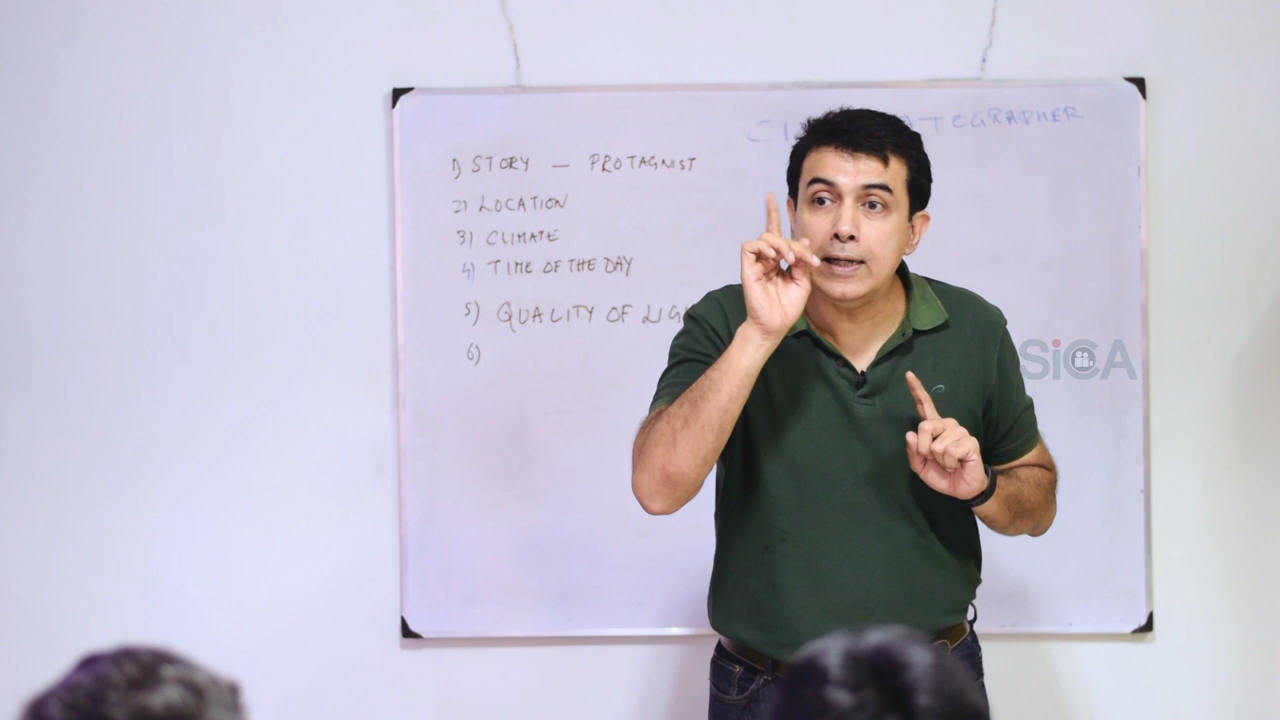 1) STORY — PROTAGNIST
2) LOCATION
3) CLIMATE
4) TIME OF THE DAY
5) QUALITY OF
6)
SiCA